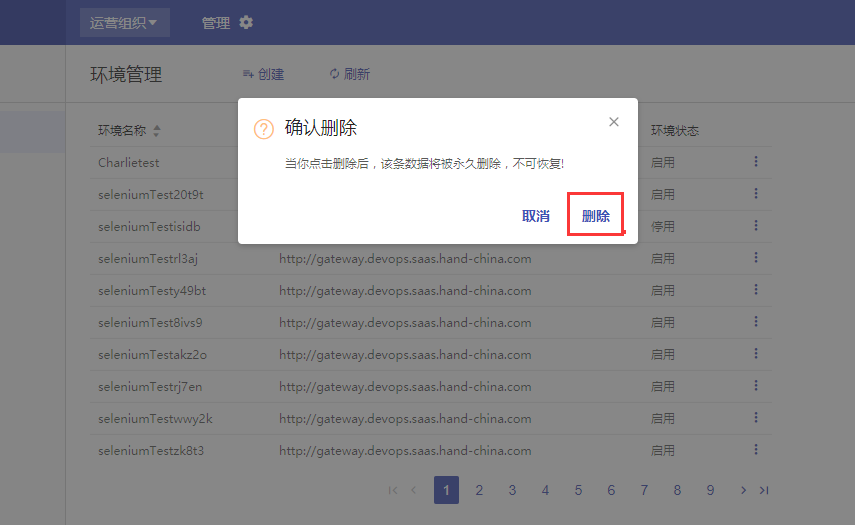 运营组织 管理
环境管理 创建 刷新
确认删除
当你点击删除后，该条数据将被永久删除，不可恢复!
取消 删除
环境名称 环境状态
Charlietest 启用
seleniumTest20t9t 启用
seleniumTestisidb 停用
seleniumTestrl3aj http://gateway.devops.saas.hand-china.com 启用
seleniumTesty49bt http://gateway.devops.saas.hand-china.com 启用
seleniumTest8ivs9 http://gateway.devops.saas.hand-china.com 启用
seleniumTestakz2o http://gateway.devops.saas.hand-china.com 启用
seleniumTestrj7en http://gateway.devops.saas.hand-china.com 启用
seleniumTestwwy2k http://gateway.devops.saas.hand-china.com 启用
seleniumTestzk8t3 http://gateway.devops.saas.hand-china.com 启用
1 2 3 4 5 6 7 8 9